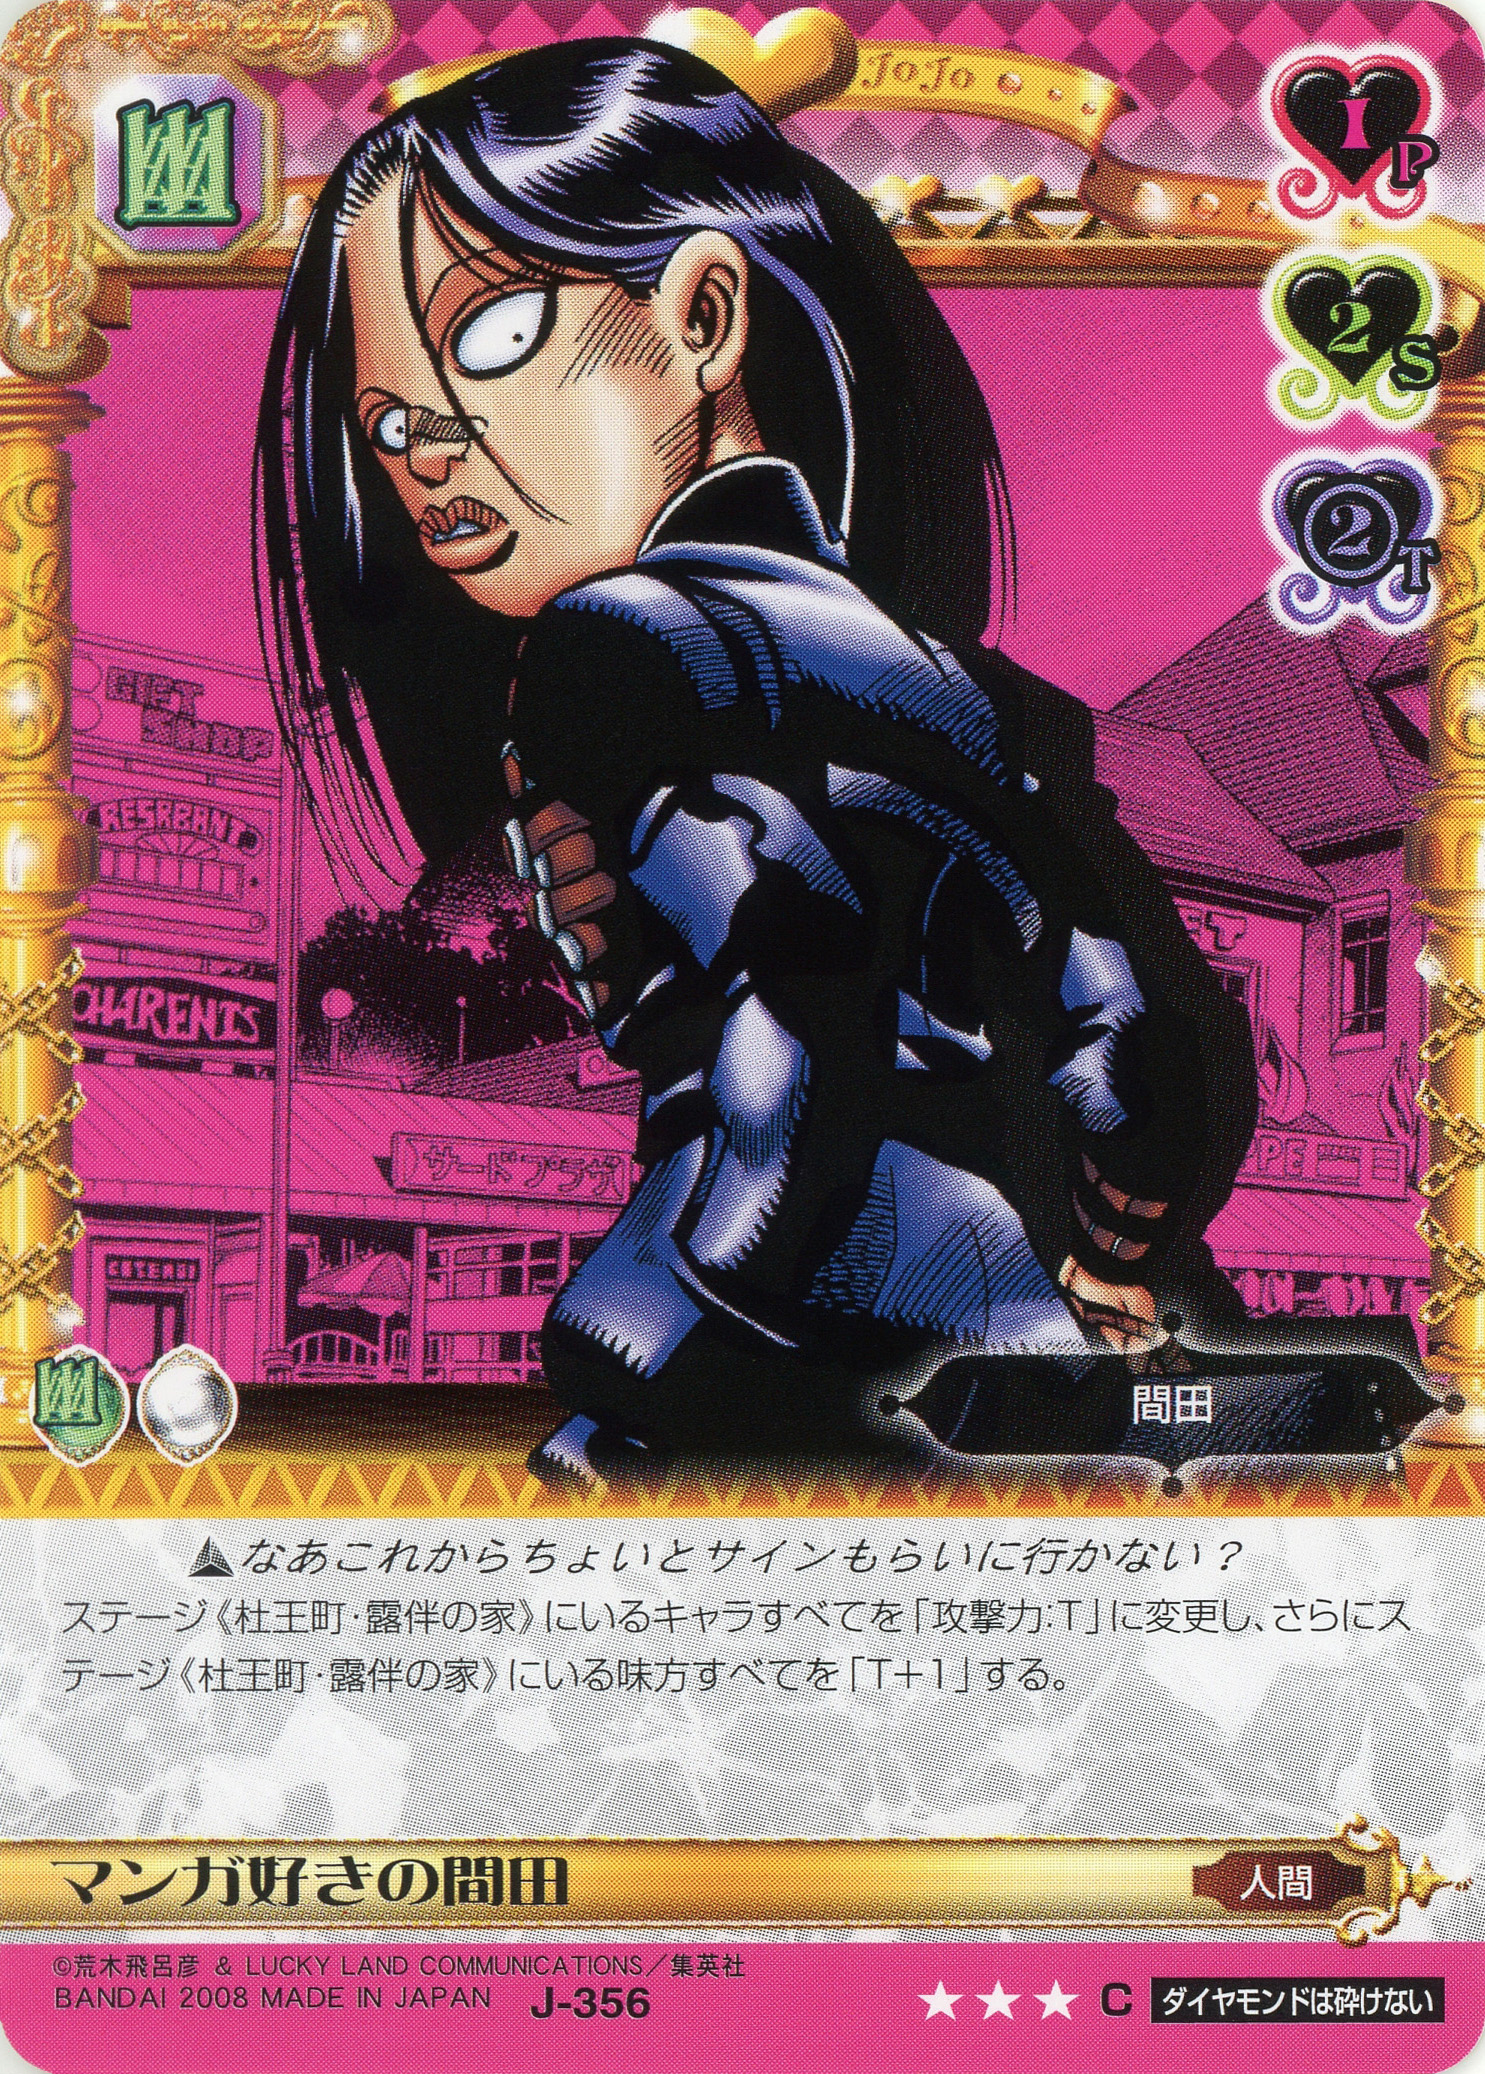 JoJo
1P
2S
2T
GIFT
SHOP
RESRBANT
CHARENTS
サードプラザ
間田
▲なあこれからちょいとサインもらいに行かない？
ステージ《杜王町・露伴の家》にいるキャラすべてを「攻撃力:T」に変更し、さらにス
テージ《杜王町・露伴の家》にいる味方すべてを「T+1」する。
マンガ好きの間田
人間
©荒木飛呂彦 & LUCKY LAND COMMUNICATIONS／集英社
BANDAI 2008 MADE IN JAPAN J-356
★★★ C ダイヤモンドは砕けない